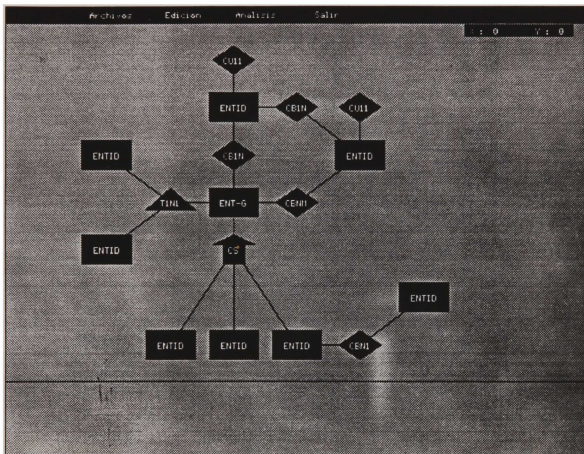 Archivos Edicion Analisis Salir
X: 0 Y: 0
CU11
ENTID CB1N CU11
ENTID CB1N ENTID
T1N1 ENT-G CBNM
ENTID CS
ENTID
ENTID ENTID ENTID CBN1